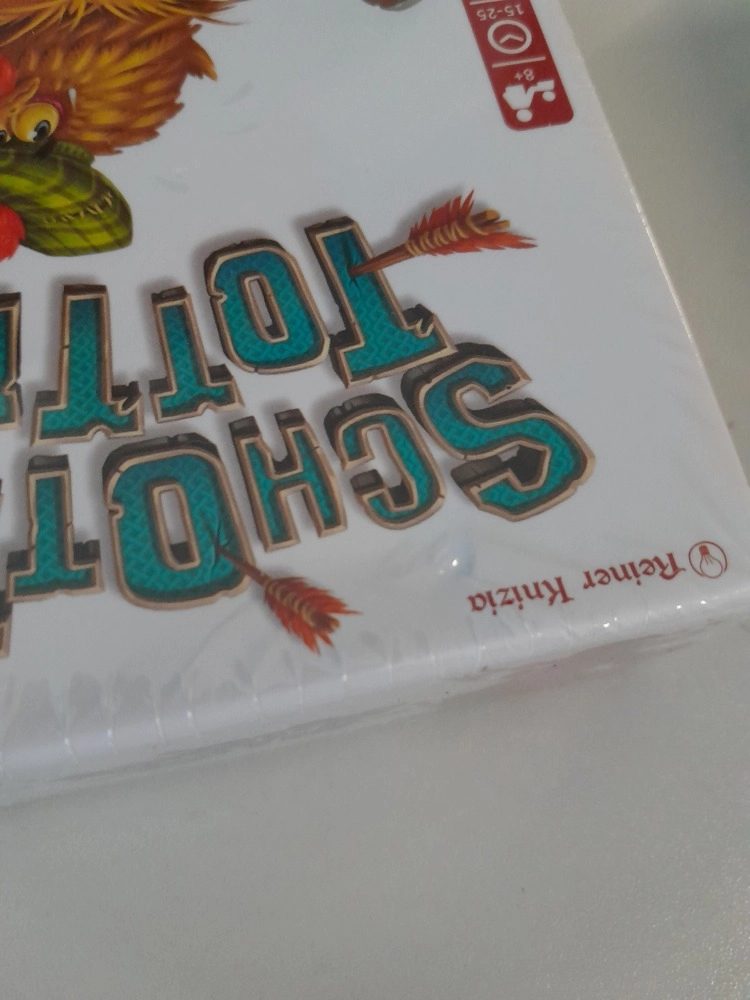 Reiner Knizia
SCHOT
TOTT
8+
15-25